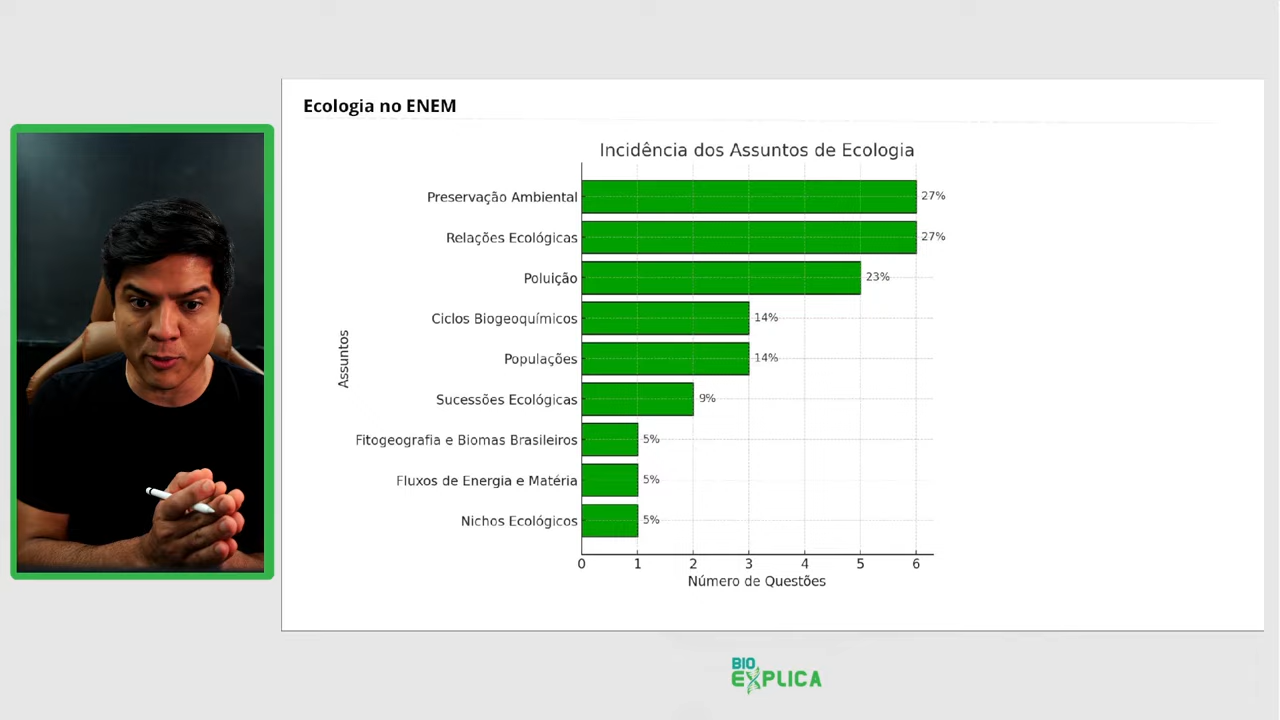 Ecologia no ENEM
Incidência dos Assuntos de Ecologia
Assuntos
Preservação Ambiental 27%
Relações Ecológicas 27%
Poluição 23%
Ciclos Biogeoquímicos 14%
Populações 14%
Sucessões Ecológicas 9%
Fitogeografia e Biomas Brasileiros 5%
Fluxos de Energia e Matéria 5%
Nichos Ecológicos 5%
0 1 2 3 4 5 6
Número de Questões
BIO
EXPLICA